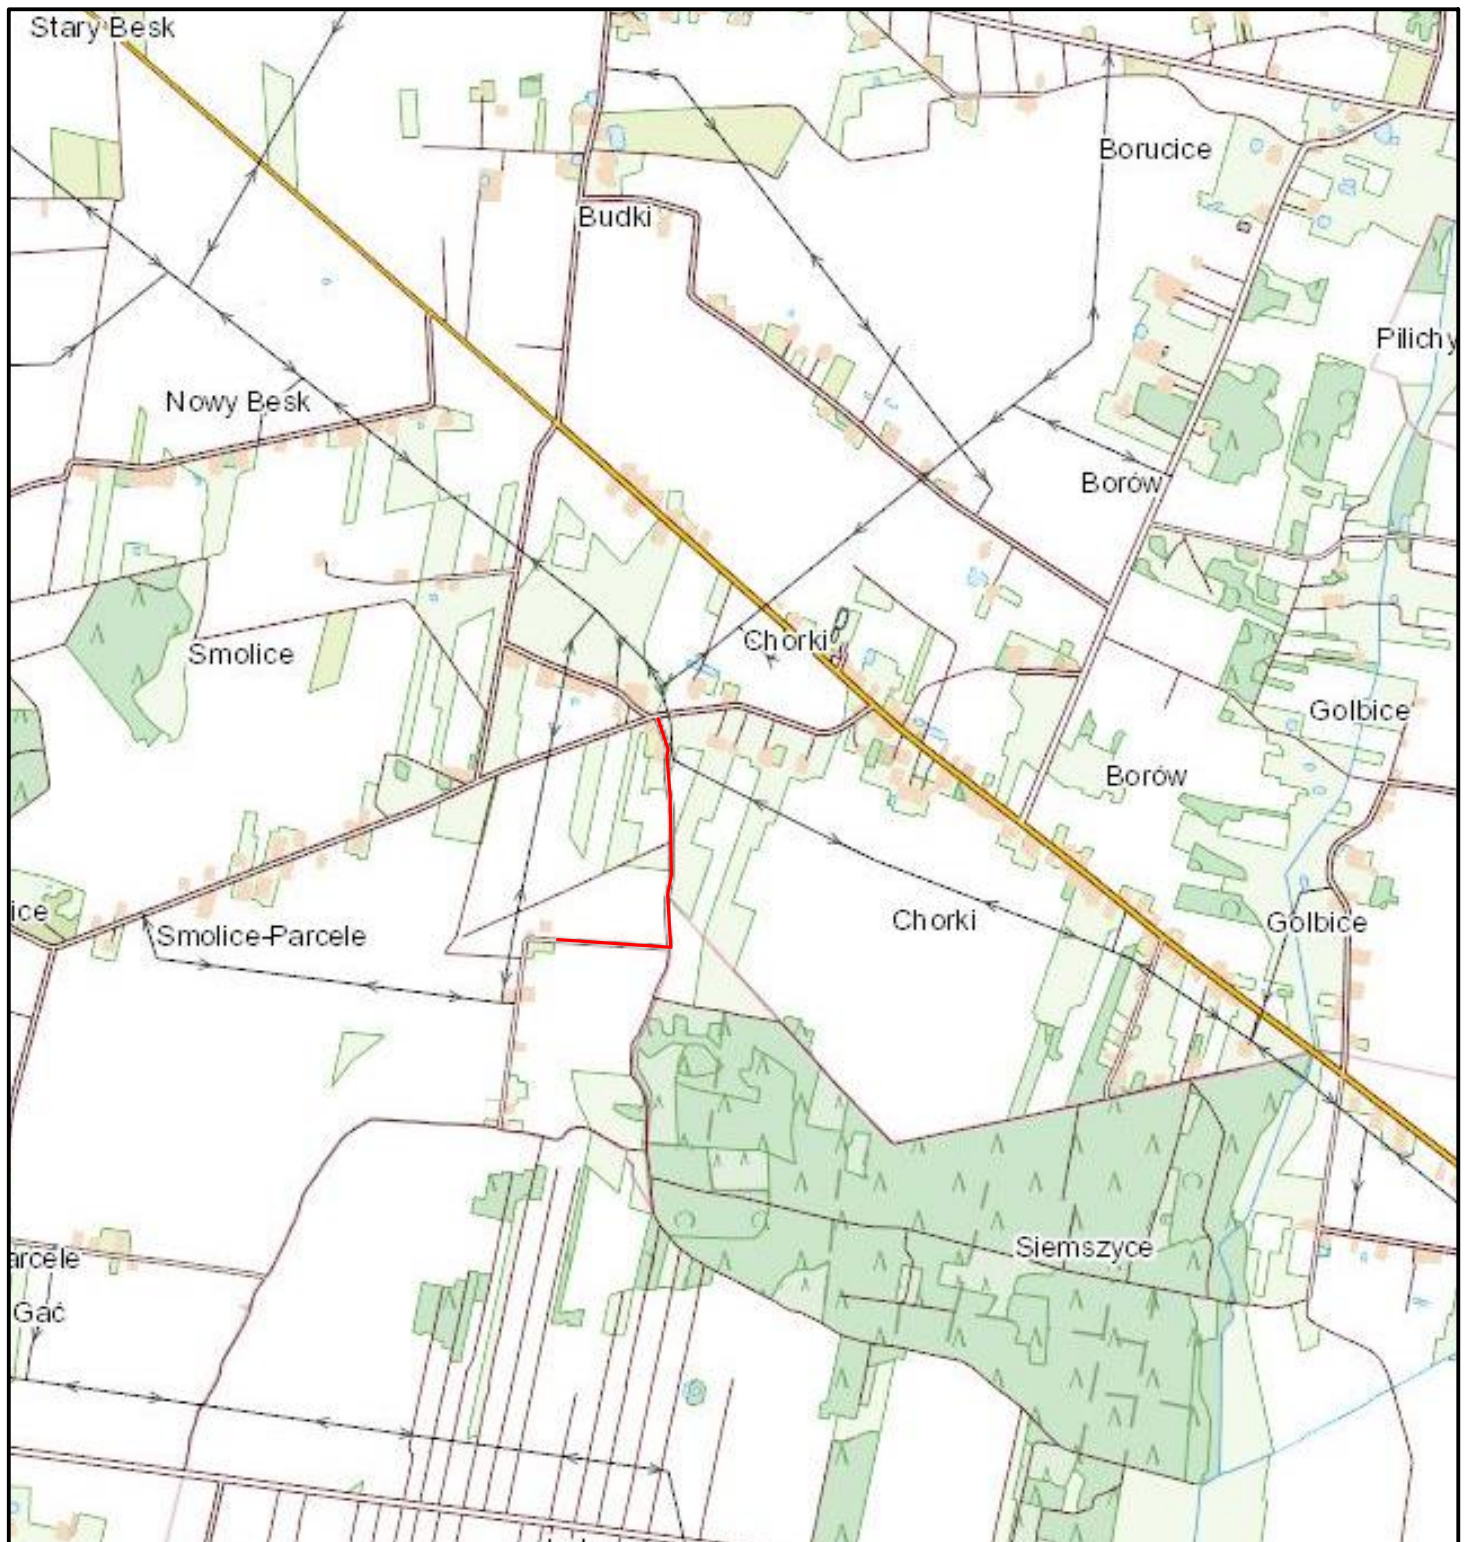 Stary Besk
Borucice
Budki
Pilichy
Nowy Besk
Borów
Chorki
Smolice
Golbice
Borów
ice
Smolice-Parcele
Chorki
Golbice
Siemszyce
arcele
Gać